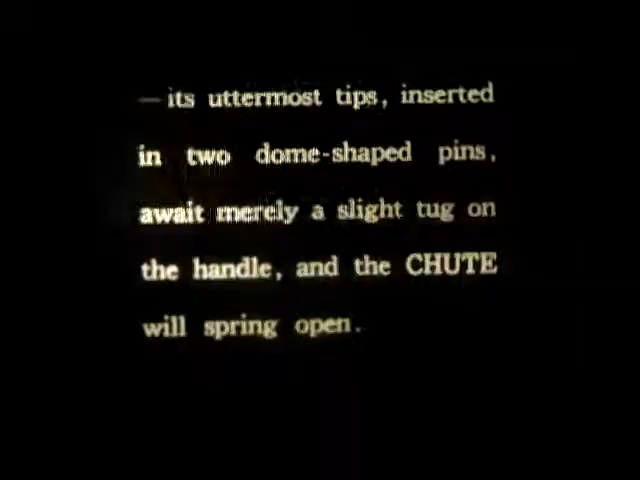 —its uttermost tips, inserted
in two dome-shaped pins,
await merely a slight tug on
the handle, and the CHUTE
will spring open.